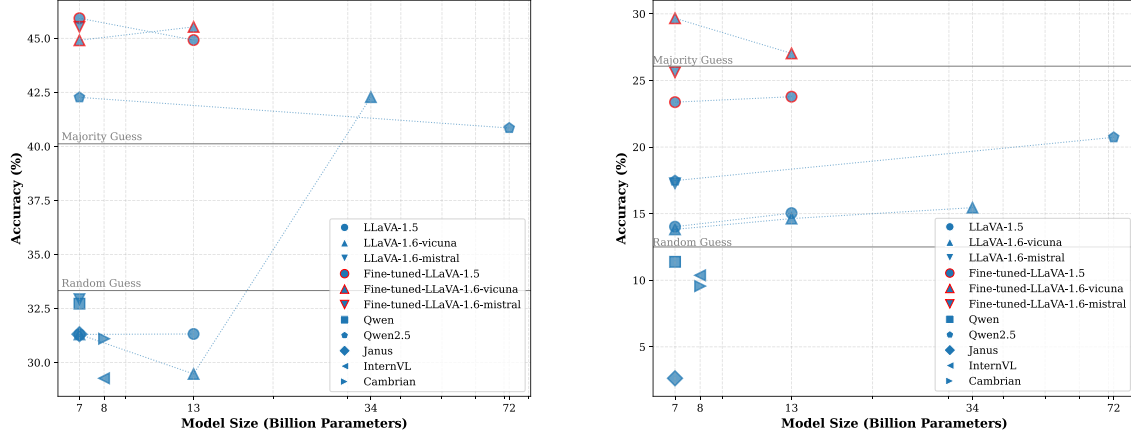 45.0
42.5
40.0
37.5
35.0
32.5
30.0
Accuracy (%)
Majority Guess
Random Guess
LLaVA-1.5
LLaVA-1.6-vicuna
LLaVA-1.6-mistral
Fine-tuned-LLaVA-1.5
Fine-tuned-LLaVA-1.6-vicuna
Fine-tuned-LLaVA-1.6-mistral
Qwen
Qwen2.5
Janus
InternVL
Cambrian
7 8 13 34 72
Model Size (Billion Parameters)
30
25
20
15
10
5
Accuracy (%)
Majority Guess
Random Guess
LLaVA-1.5
LLaVA-1.6-vicuna
LLaVA-1.6-mistral
Fine-tuned-LLaVA-1.5
Fine-tuned-LLaVA-1.6-vicuna
Fine-tuned-LLaVA-1.6-mistral
Qwen
Qwen2.5
Janus
InternVL
Cambrian
7 8 13 34 72
Model Size (Billion Parameters)